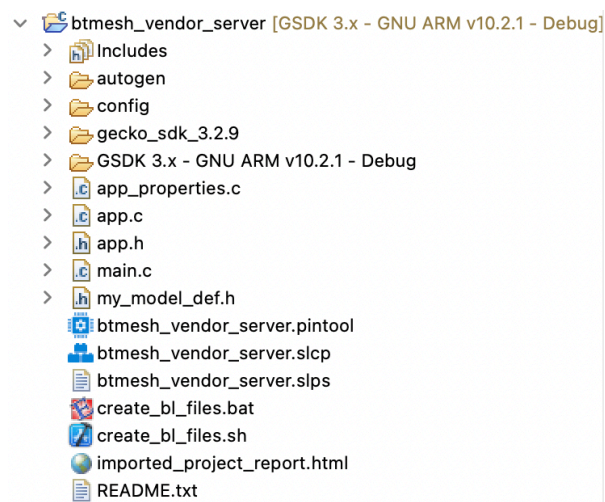 btmesh_vendor_server [GSDK 3.x - GNU ARM v10.2.1 - Debug]
Includes
autogen
config
gecko_sdk_3.2.9
GSDK 3.x - GNU ARM v10.2.1 - Debug
app_properties.c
app.c
app.h
main.c
my_model_def.h
btmesh_vendor_server.pintool
btmesh_vendor_server.slcp
btmesh_vendor_server.slps
create_bl_files.bat
create_bl_files.sh
imported_project_report.html
README.txt